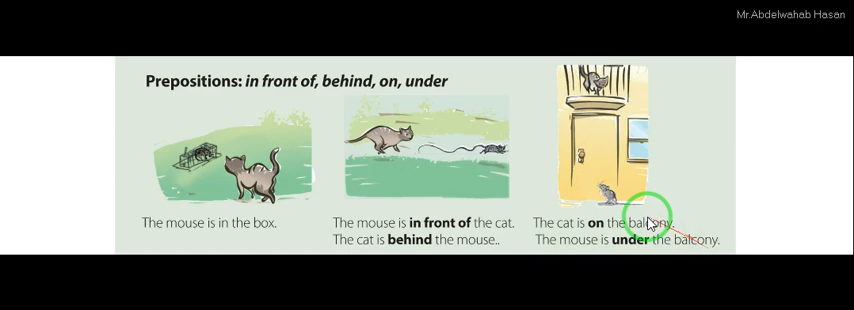 Mr.Abdelwahab Hasan
Prepositions: in front of, behind, on, under
The mouse is in the box.
The mouse is in front of the cat.
The cat is behind the mouse..
The cat is on the balcony.
The mouse is under the balcony.